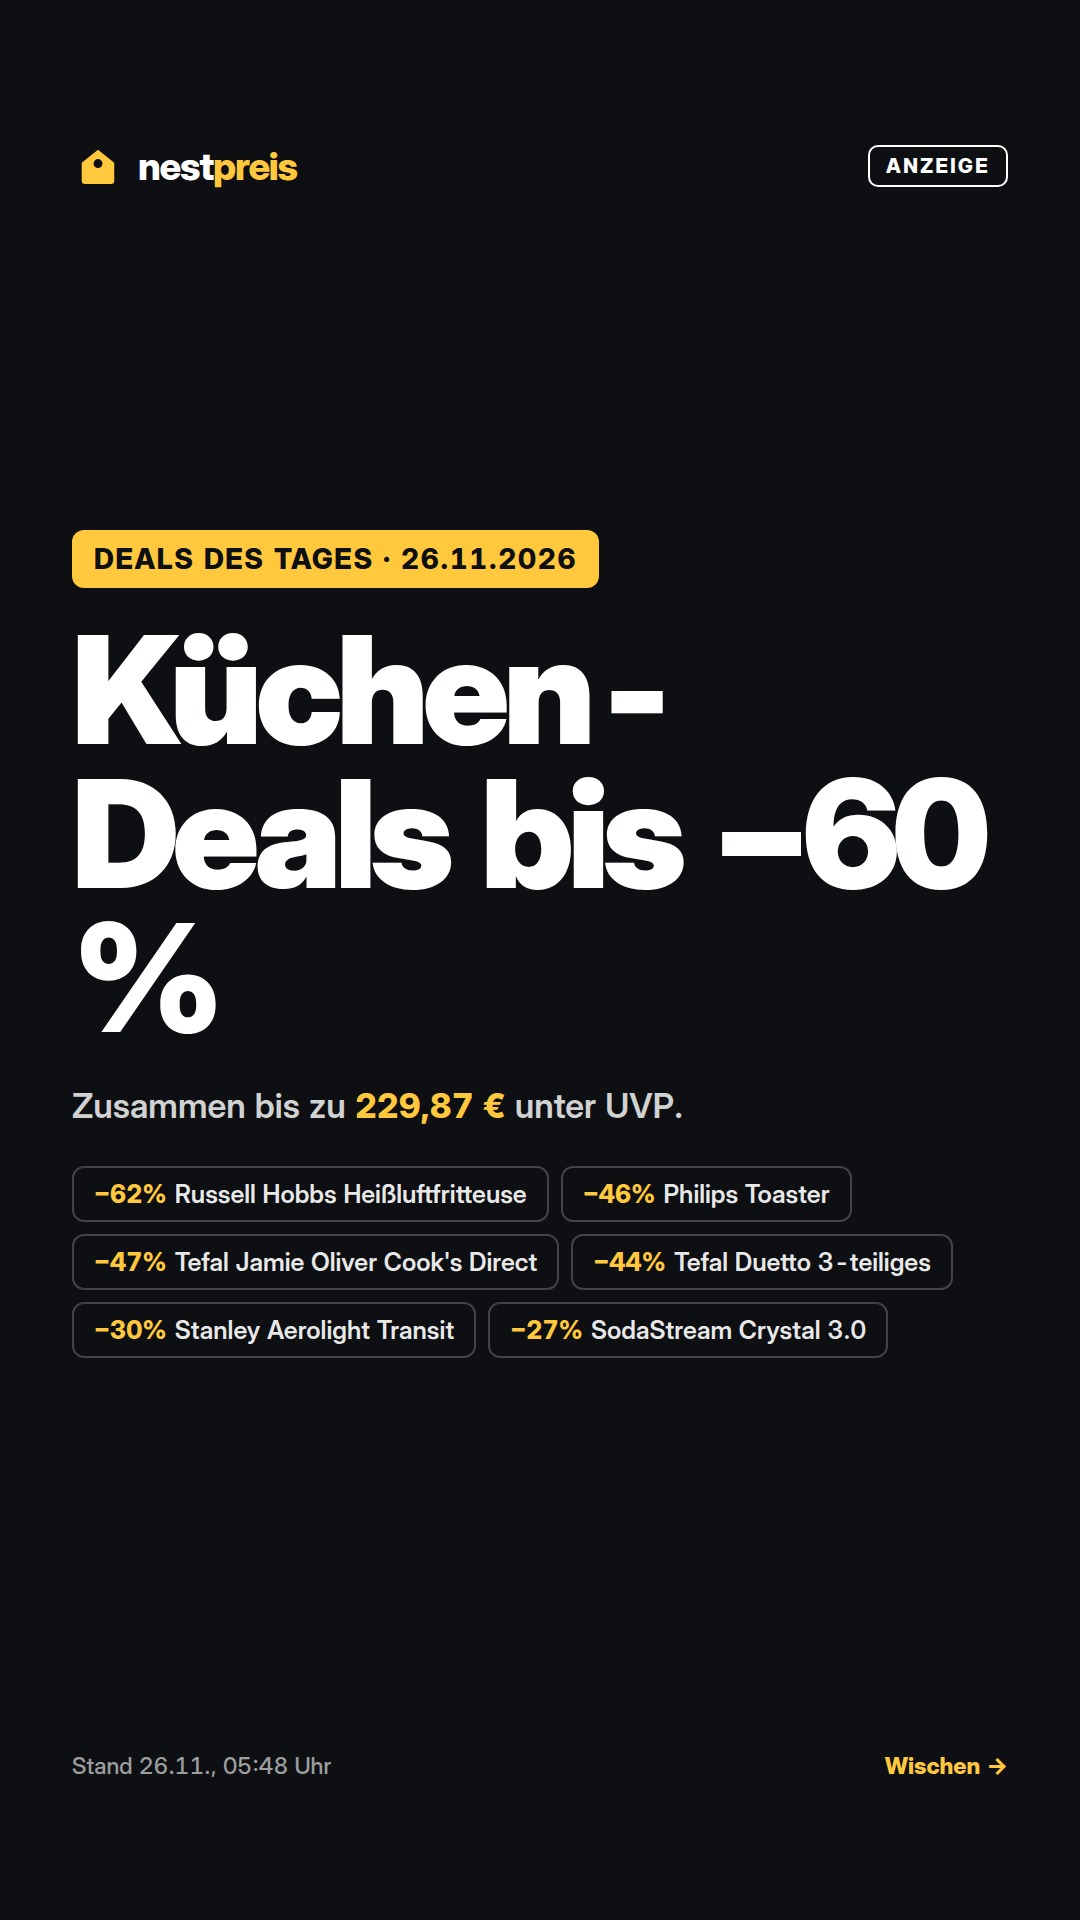 nestpreis
ANZEIGE
DEALS DES TAGES · 26.11.2026
Küchen-
Deals bis −60
%
Zusammen bis zu 229,87 € unter UVP.
−62% Russell Hobbs Heißluftfritteuse
−46% Philips Toaster
−47% Tefal Jamie Oliver Cook's Direct
−44% Tefal Duetto 3-teiliges
−30% Stanley Aerolight Transit
−27% SodaStream Crystal 3.0
Stand 26.11., 05:48 Uhr
Wischen →